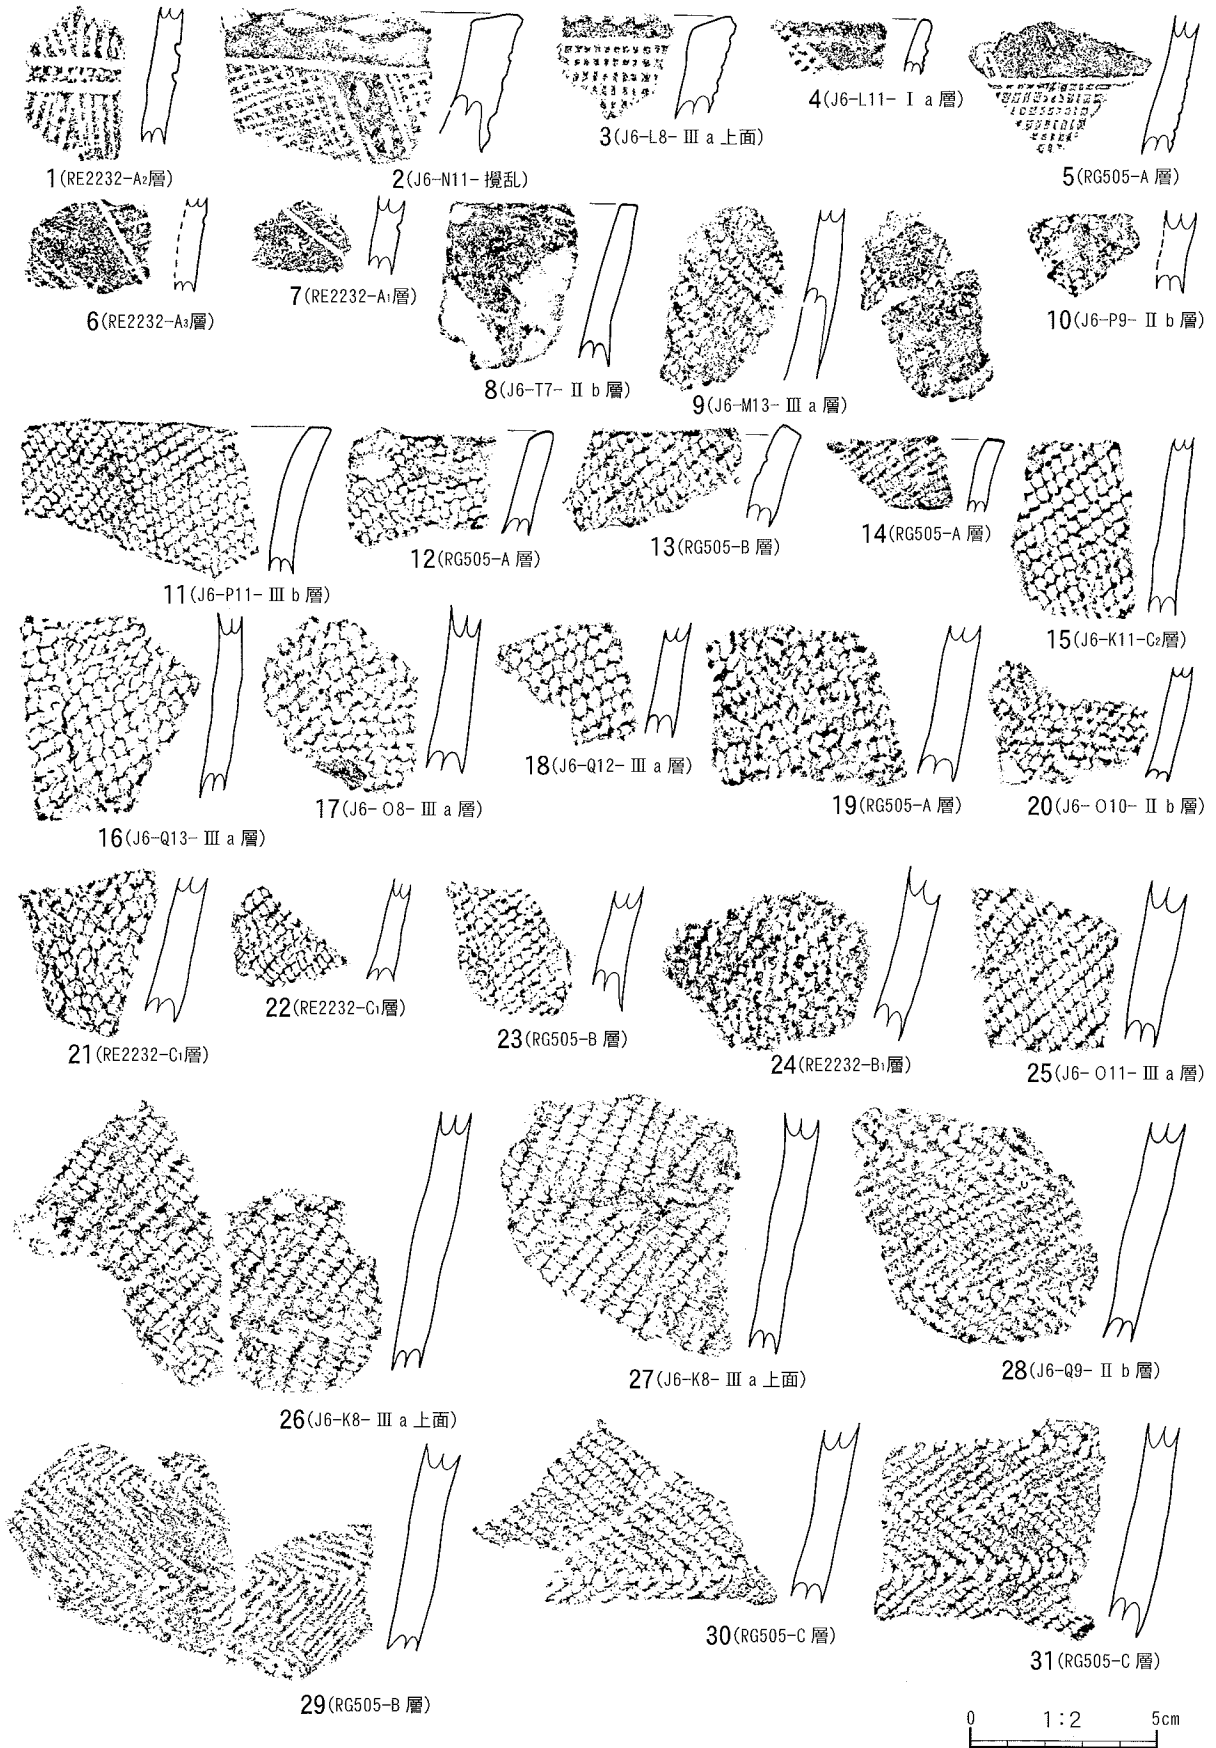 1(RE2232-A2層)
2(J6-N11-攪乱)
3(J6-L8-Ⅲa上面)
4(J6-L11-Ⅰa層)
5(RG505-A層)
6(RE2232-A3層)
7(RE2232-A1層)
8(J6-T7-Ⅱb層)
9(J6-M13-Ⅲa層)
10(J6-P9-Ⅱb層)
11(J6-P11-Ⅲb層)
12(RG505-A層)
13(RG505-B層)
14(RG505-A層)
15(J6-K11-C2層)
16(J6-Q13-Ⅲa層)
17(J6-O8-Ⅲa層)
18(J6-Q12-Ⅲa層)
19(RG505-A層)
20(J6-O10-Ⅱb層)
21(RE2232-C1層)
22(RE2232-C1層)
23(RG505-B層)
24(RE2232-B1層)
25(J6-O11-Ⅲa層)
26(J6-K8-Ⅲa上面)
27(J6-K8-Ⅲa上面)
28(J6-Q9-Ⅱb層)
29(RG505-B層)
30(RG505-C層)
31(RG505-C層)
0 1:2 5cm